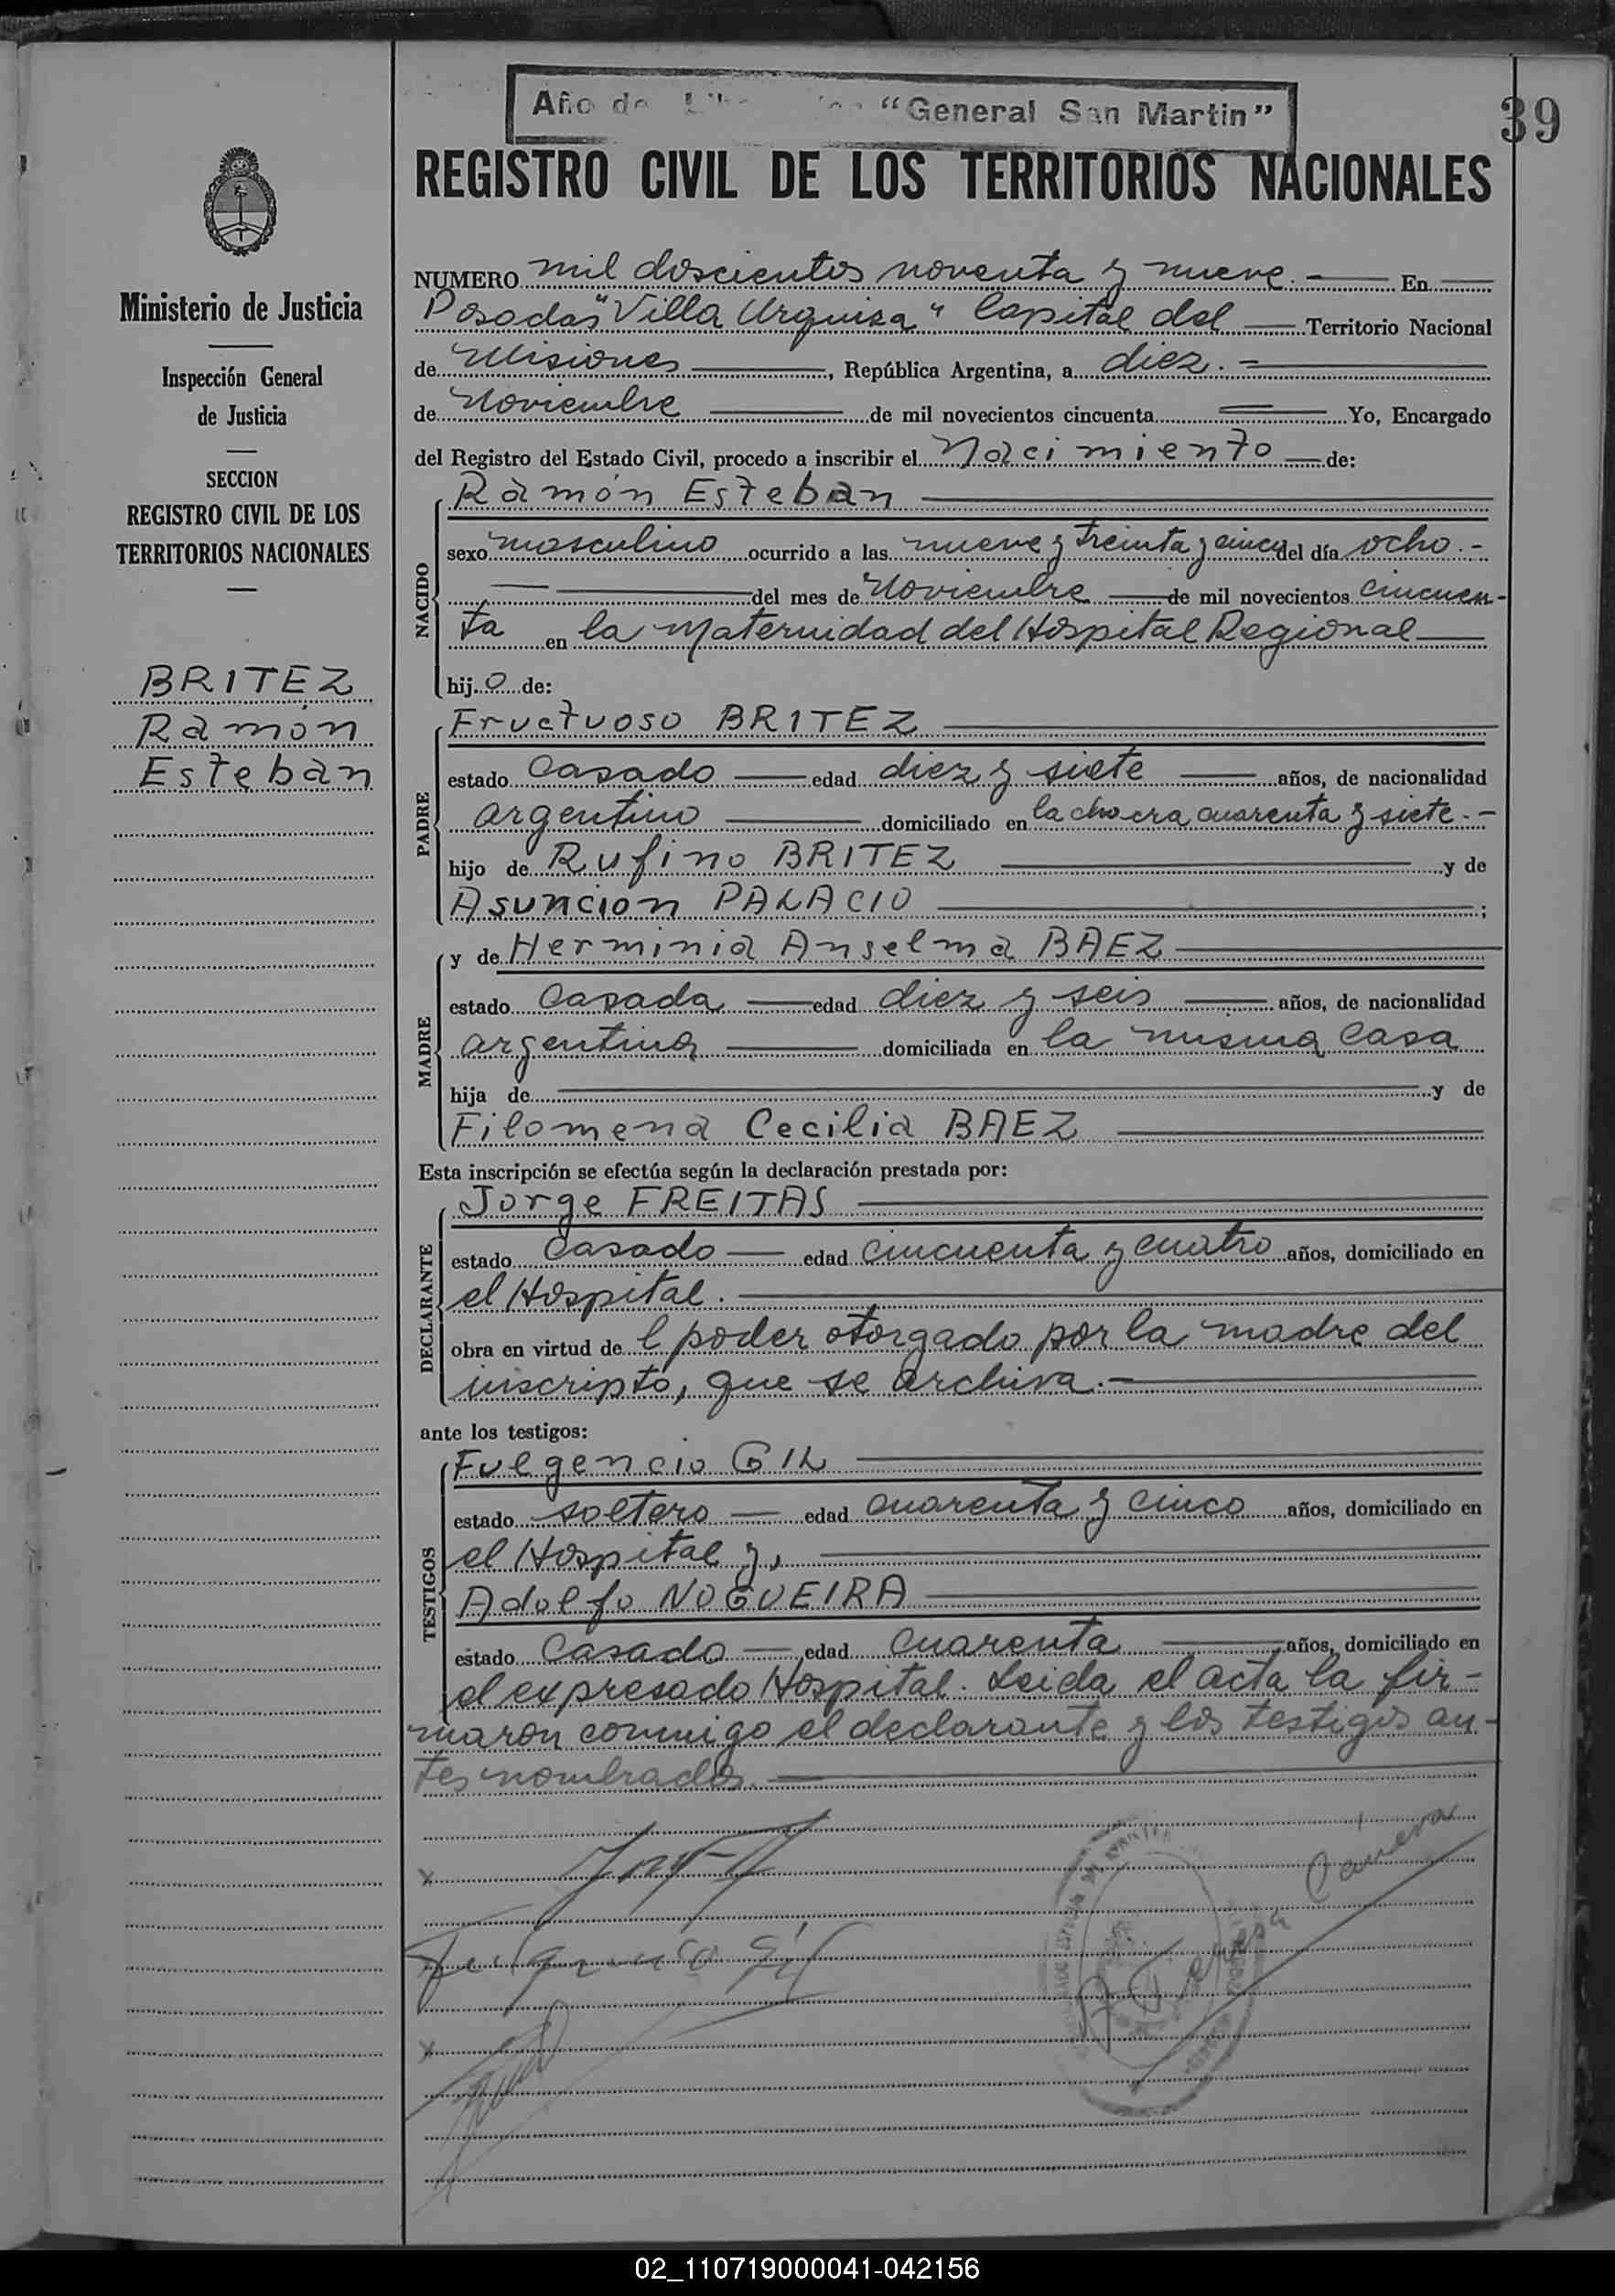 Año de "General San Martin"
39
REGISTRO CIVIL DE LOS TERRITORIOS NACIONALES
Ministerio de Justicia
Inspección General
de Justicia
SECCION
REGISTRO CIVIL DE LOS
TERRITORIOS NACIONALES
BRITEZ
Ramón
Esteban
NUMERO mil doscientos noventa y nueve.— En
Posadas "Villa Urquiza" Capital del — Territorio Nacional
de Misiones —, República Argentina, a diez.—
de Noviembre — de mil novecientos cincuenta — Yo, Encargado
del Registro del Estado Civil, procedo a inscribir el Nacimiento — de:
NACIDO
Ramón Esteban —
sexo masculino ocurrido a las nueve y treinta y cinco del día ocho.-
— del mes de Noviembre — de mil novecientos cincuen-
ta en la Maternidad del Hospital Regional —
hijo de:
PADRE
Fructuoso BRITEZ —
estado Casado — edad diez y siete — años, de nacionalidad
argentino — domiciliado en la chacra cuarenta y siete.-
hijo de Rufino BRITEZ — y de
Asuncion PALACIO —;
MADRE
y de Herminia Anselma BAEZ —
estado Casada — edad diez y seis — años, de nacionalidad
argentina — domiciliada en la misma casa
hija de — y de
Filomena Cecilia BAEZ —
Esta inscripción se efectúa según la declaración prestada por:
DECLARANTE
Jorge FREITAS —
estado Casado — edad cincuenta y cuatro años, domiciliado en
el Hospital.—
obra en virtud de l poder otorgado por la madre del
inscripto, que se archiva.—
ante los testigos:
TESTIGOS
Fulgencio GIL —
estado soltero — edad cuarenta y cinco años, domiciliado en
el Hospital y, —
Adolfo NOGUEIRA —
estado Casado — edad cuarenta — años, domiciliado en
el expresado Hospital. Leida el acta la fir-
maron conmigo el declarante y los testigos an-
tes nombrados.—
x
Fulgencio Gil
x
02_110719000041-042156